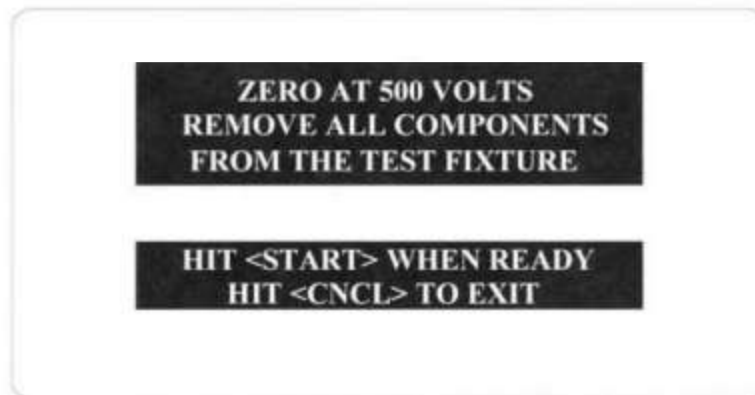 ZERO AT 500 VOLTS
REMOVE ALL COMPONENTS
FROM THE TEST FIXTURE
HIT <START> WHEN READY
HIT <CNCL> TO EXIT